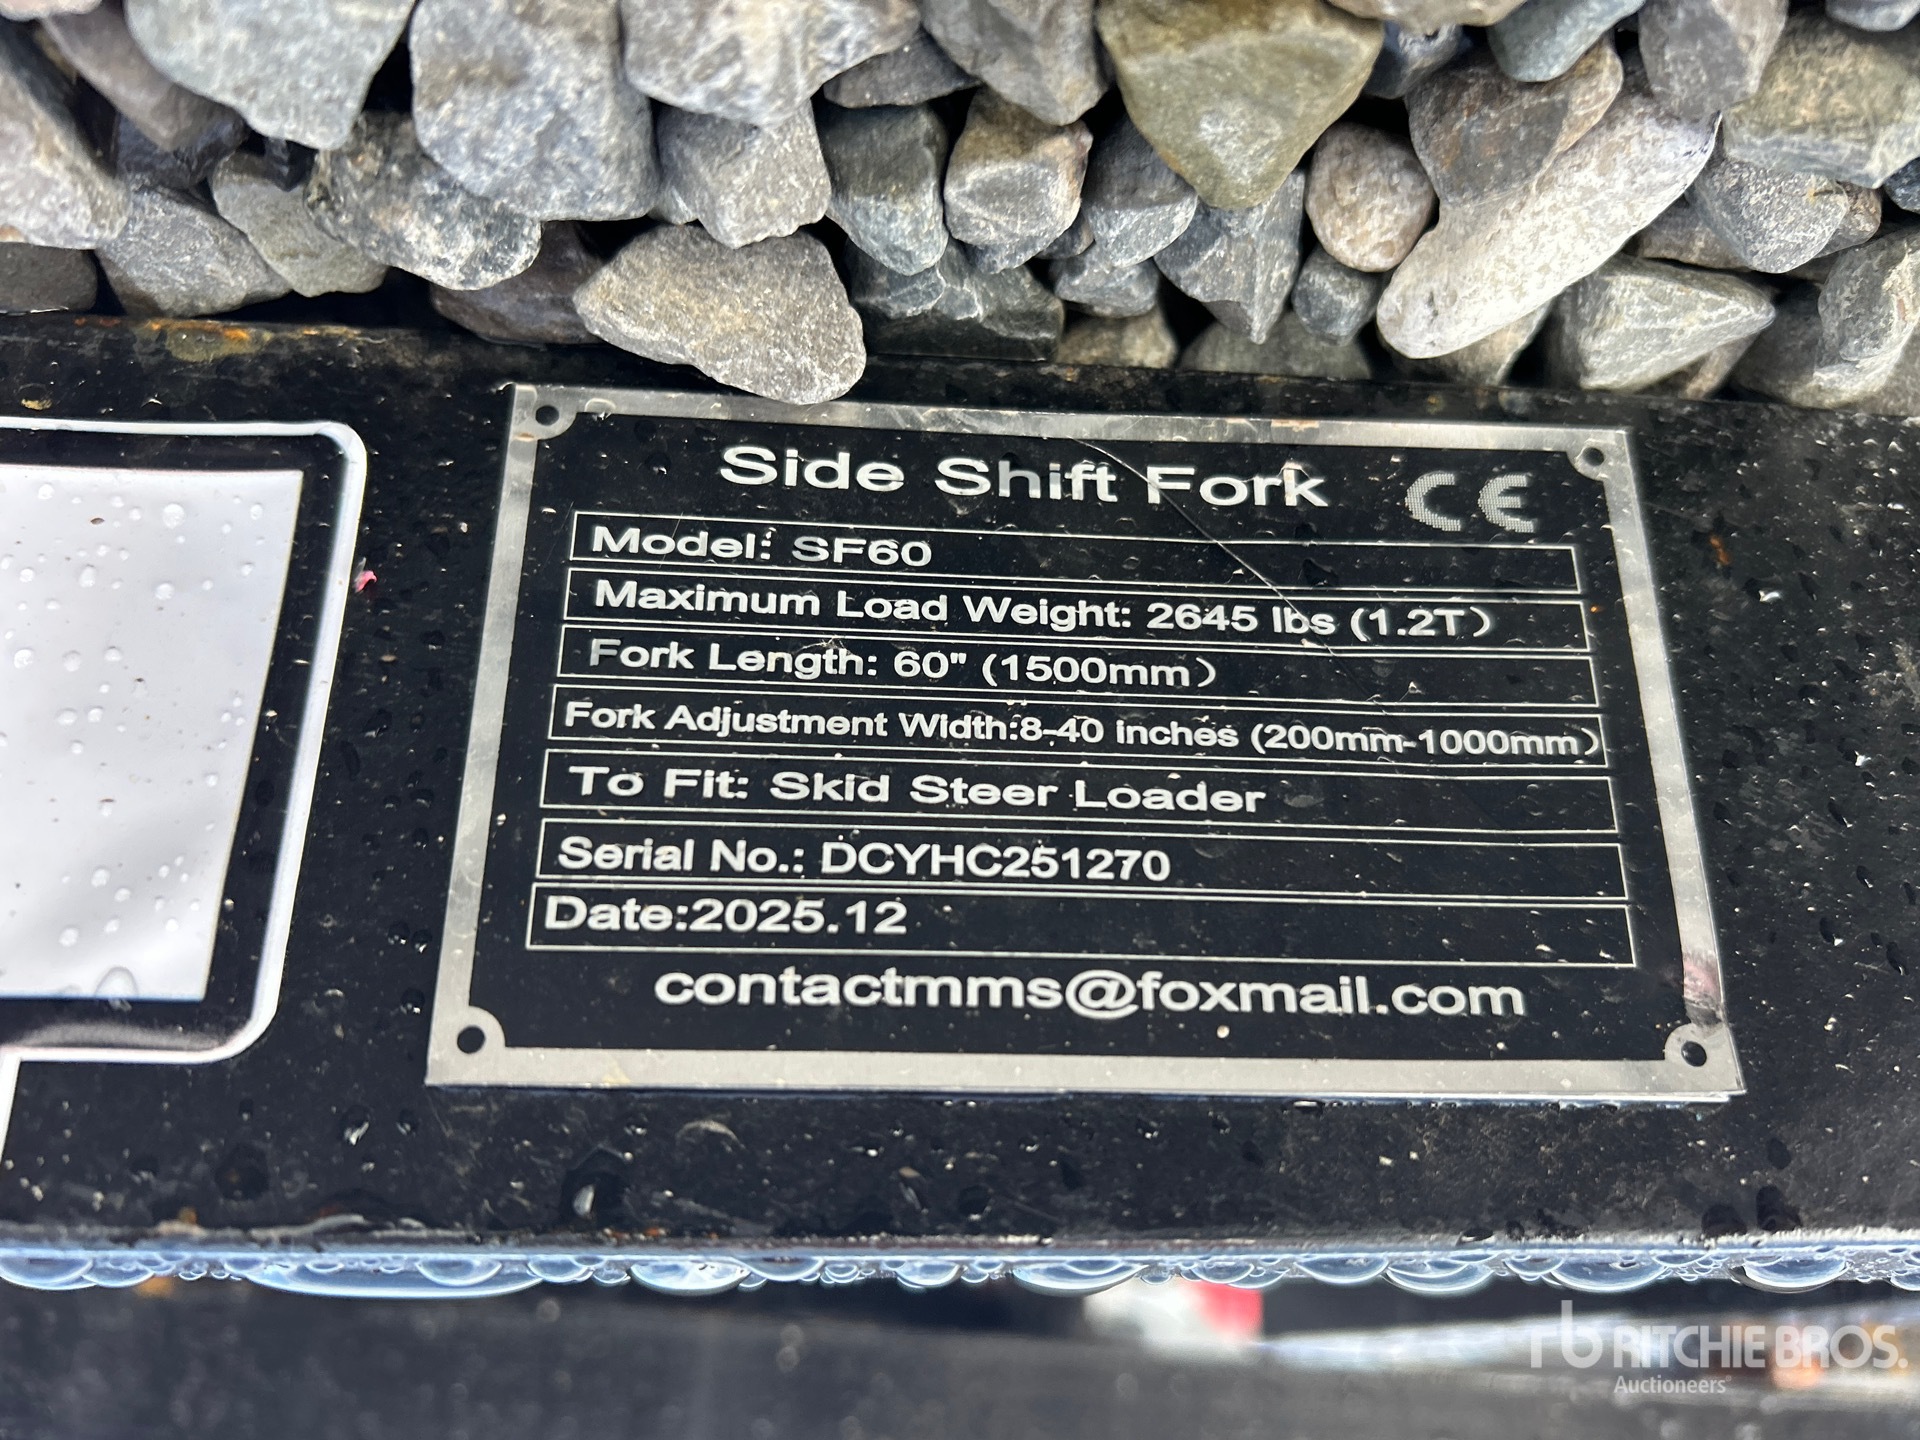 Side Shift Fork CE
Model: SF60
Maximum Load Weight: 2645 lbs (1.2T)
Fork Length: 60" (1500mm)
Fork Adjustment Width:8-40 inches (200mm-1000mm)
To Fit: Skid Steer Loader
Serial No.: DCYHC251270
Date:2025.12
contactmms@foxmail.com
rb RITCHIE BROS.
Auctioneers